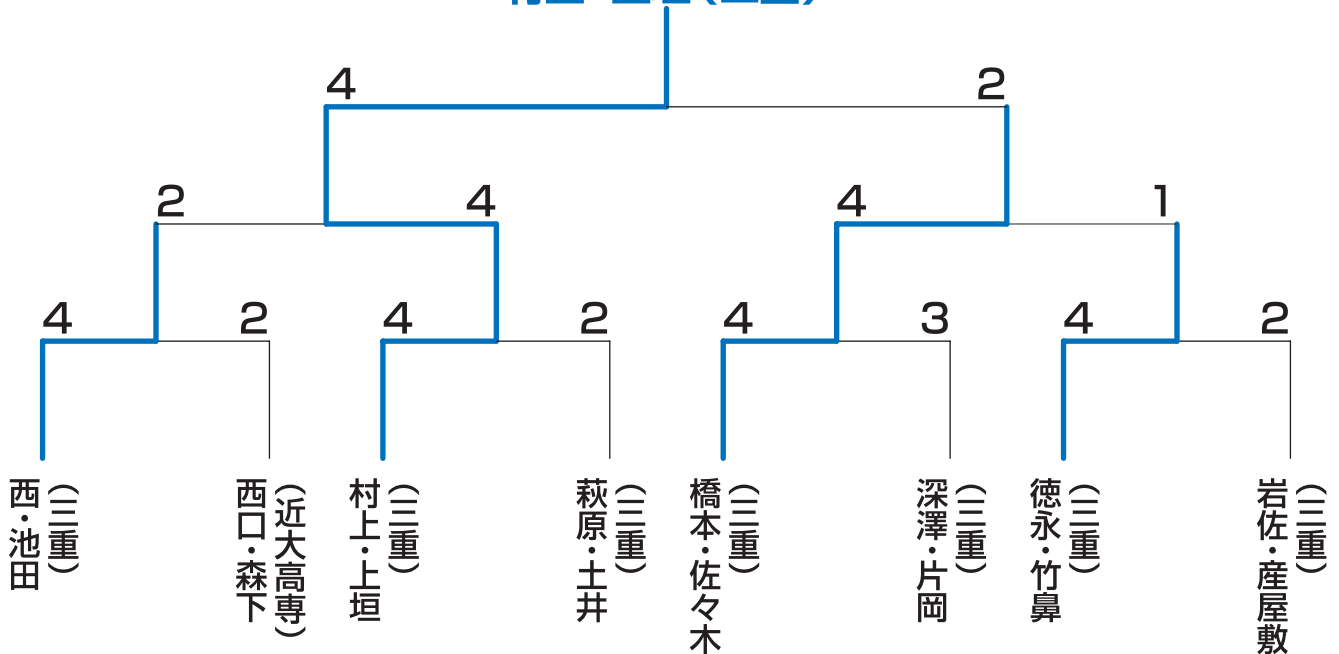 4 2
2 4 4 1
4 2 4 2 4 3 4 2
西・池田
(三重)
西口・森下
(近大高専)
村上・上垣
(三重)
萩原・土井
(三重)
橋本・佐々木
(三重)
深澤・片岡
(三重)
徳永・竹鼻
(三重)
岩佐・産屋敷
(三重)